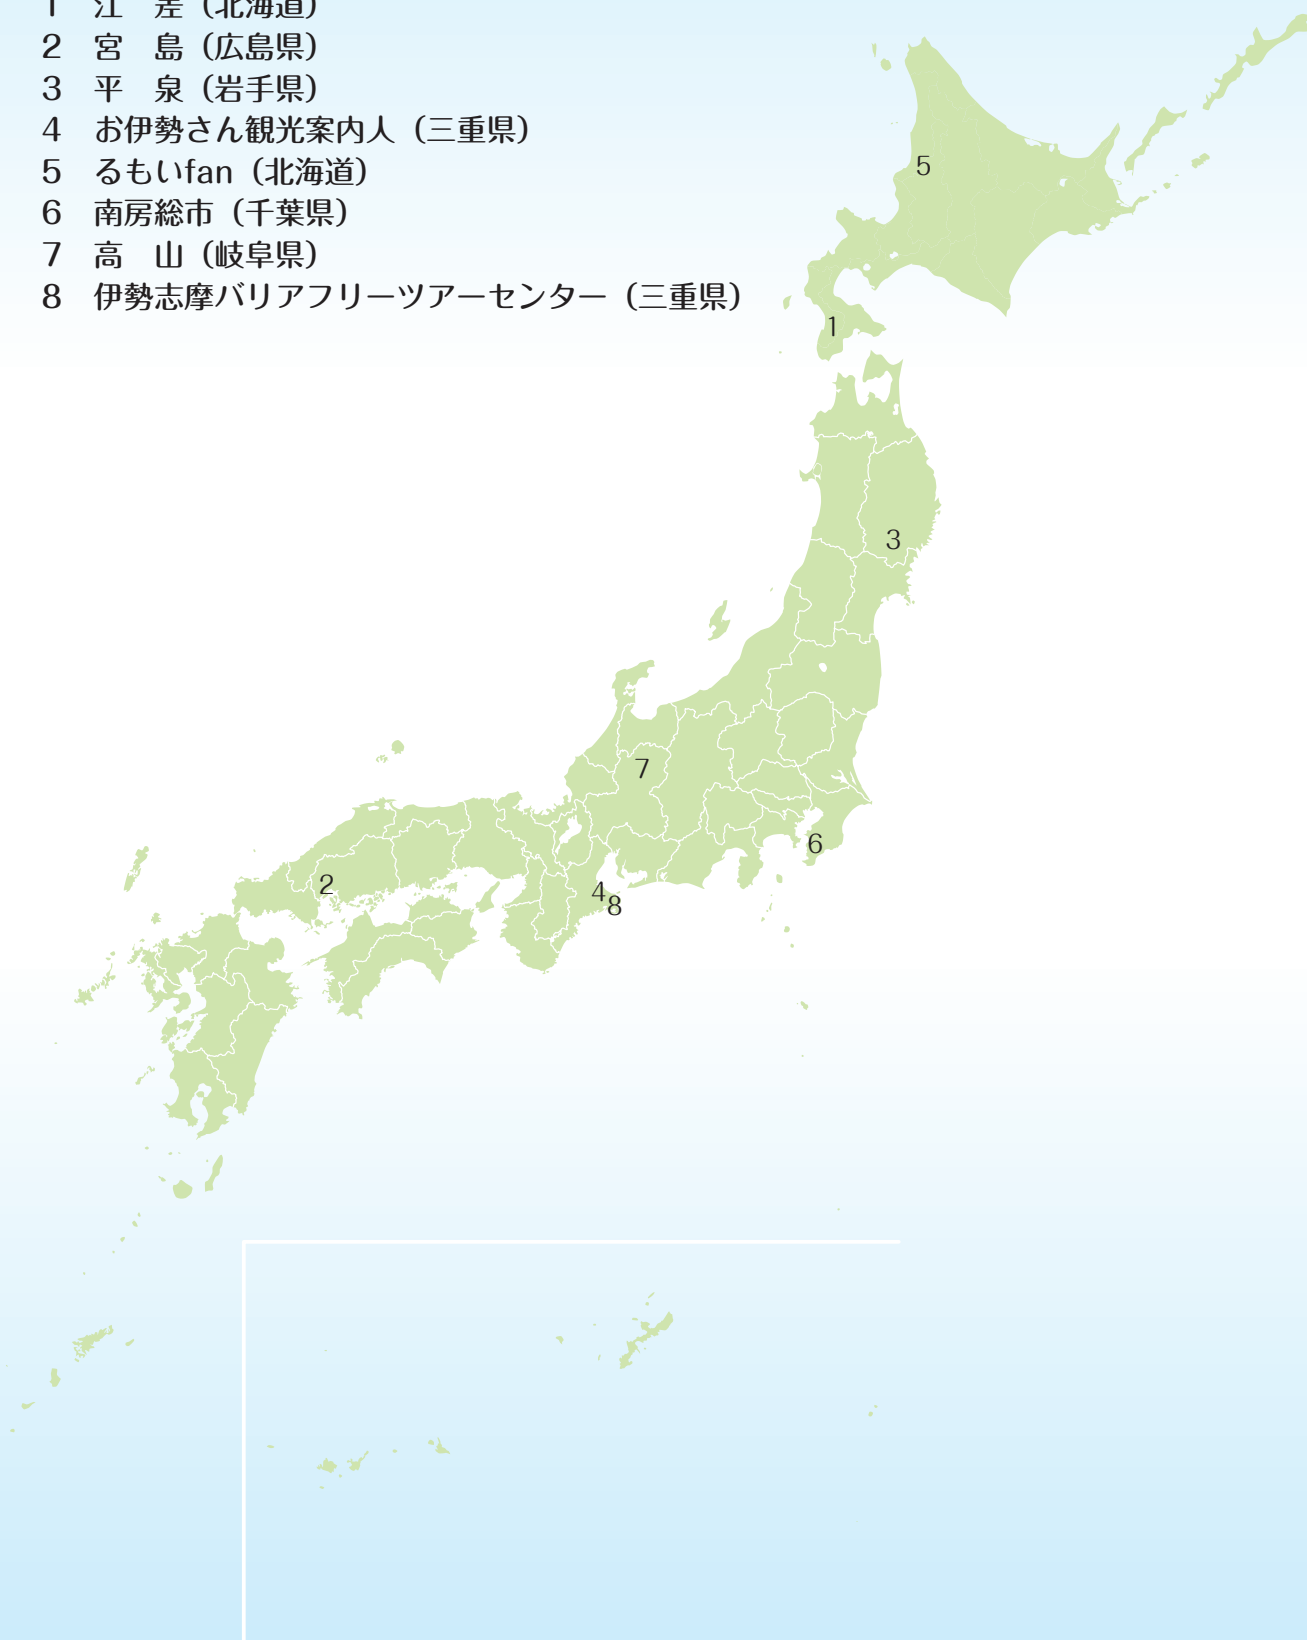 1 江 差（北海道）
2 宮 島（広島県）
3 平 泉（岩手県）
4 お伊勢さん観光案内人（三重県）
5 るもいfan（北海道）
6 南房総市（千葉県）
7 高 山（岐阜県）
8 伊勢志摩バリアフリーツアーセンター（三重県）
5
1
3
7
6
2
4
8